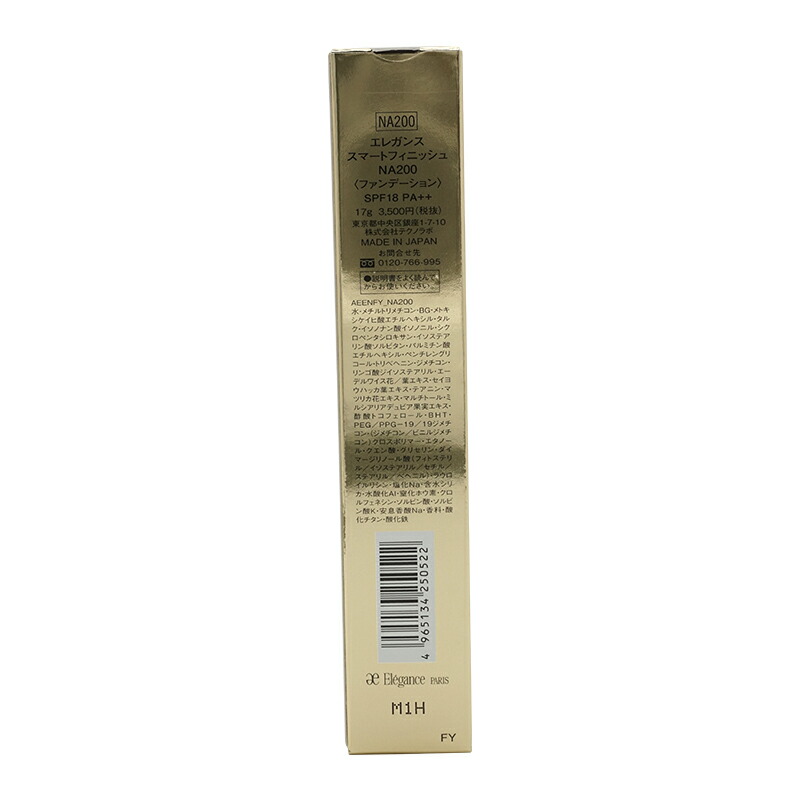 NA200
エレガンス
スマートフィニッシュ
NA200
〈ファンデーション〉
SPF18 PA++
17g 3,500円(税抜)
東京都中央区銀座1-7-10
株式会社テクノラボ
MADE IN JAPAN
お問合せ先
0120-766-995
●説明書をよく読んで
からお使いください。
AEENFY_NA200
水・メチルトリメチコン・BG・メトキ
シケイヒ酸エチルヘキシル・タル
ク・イソノナン酸イソノニル・シク
ロペンタシロキサン・イソステア
リン酸ソルビタン・パルミチン酸
エチルヘキシル・ペンチレングリ
コール・トリベヘニン・ジメチコン・
リンゴ酸ジイソステアリル・エー
デルワイス花/葉エキス・セイヨ
ウハッカ葉エキス・テアニン・マ
ツリカ花エキス・マルチトール・ミ
ルシアリアデュビア果実エキス・
酢酸トコフェロール・BHT・
PEG/PPG-19/19ジメチ
コン・(ジメチコン/ビニルジメチ
コン)クロスポリマー・エタノー
ル・クエン酸・グリセリン・ダイ
マージリノール酸(フィトステリ
ル/イソステアリル/セチル/
ステアリル/ベヘニル)・ラウロ
イルリシン・塩化Na・含水シリ
カ・水酸化Al・窒化ホウ素・クロ
ルフェネシン・ソルビン酸・ソルビ
ン酸K・安息香酸Na・香料・酸
化チタン・酸化鉄
4 965134 250522
æ Elégance PARIS
M1H
FY